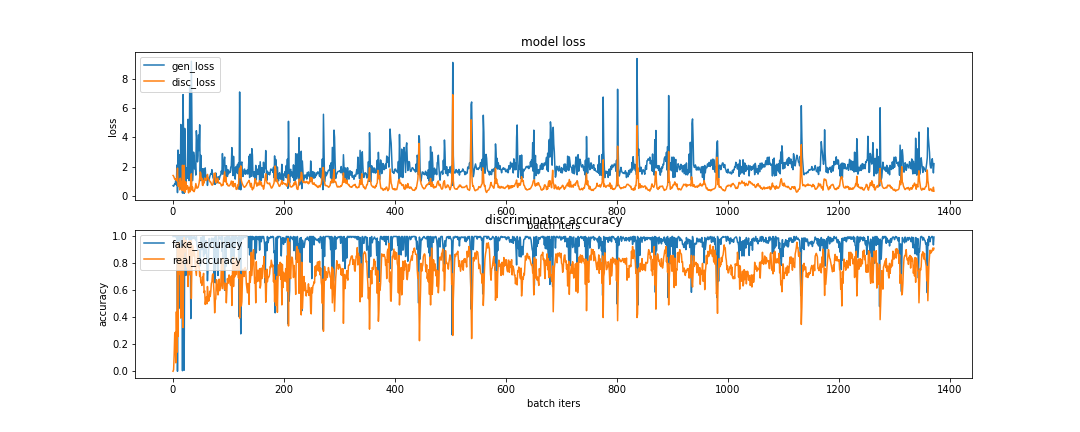 model loss
gen_loss
disc_loss
loss
8
6
4
2
0
0 200 400 600 800 1000 1200 1400
batch iters
discriminator accuracy
fake_accuracy
real_accuracy
accuracy
1.0
0.8
0.6
0.4
0.2
0.0
0 200 400 600 800 1000 1200 1400
batch iters